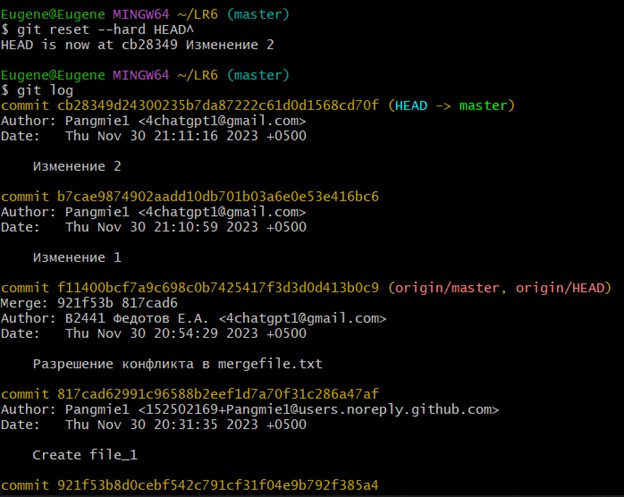 Eugene@Eugene MINGW64 ~/LR6 (master)
$ git reset --hard HEAD^
HEAD is now at cb28349 Изменение 2
Eugene@Eugene MINGW64 ~/LR6 (master)
$ git log
commit cb28349d24300235b7da87222c61d0d1568cd70f (HEAD -> master)
Author: Pangmie1 <4chatgpt1@gmail.com>
Date:   Thu Nov 30 21:11:16 2023 +0500
    Изменение 2
commit b7cae9874902aadd10db701b03a6e0e53e416bc6
Author: Pangmie1 <4chatgpt1@gmail.com>
Date:   Thu Nov 30 21:10:59 2023 +0500
    Изменение 1
commit f11400bcf7a9c698c0b7425417f3d3d0d413b0c9 (origin/master, origin/HEAD)
Merge: 921f53b 817cad6
Author: В2441 Федотов Е.А. <4chatgpt1@gmail.com>
Date:   Thu Nov 30 20:54:29 2023 +0500
    Разрешение конфликта в mergefile.txt
commit 817cad62991c96588b2eef1d7a70f31c286a47af
Author: Pangmie1 <152502169+Pangmie1@users.noreply.github.com>
Date:   Thu Nov 30 20:31:35 2023 +0500
    Create file_1
commit 921f53b8d0cebf542c791cf31f04e9b792f385a4